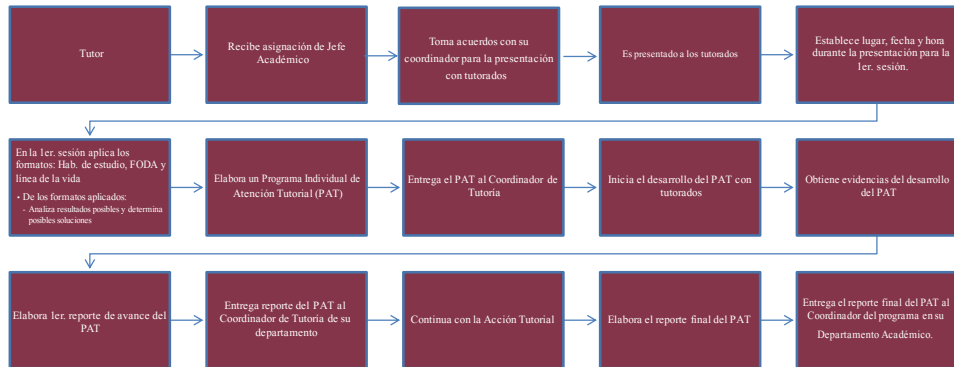 Tutor
Recibe asignación de Jefe
Académico
Toma acuerdos con su
coordinador para la presentación
con tutorados
Es presentado a los tutorados
Establece lugar, fecha y hora
durante la presentación para la
1er. sesión.
En la 1er. sesión aplica los
formatos: Hab. de estudio, FODA y
línea de la vida
• De los formatos aplicados:
- Analiza resultados posibles y determina
posibles soluciones
Elabora un Programa Individual de
Atención Tutorial (PAT)
Entrega el PAT al Coordinador de
Tutoría
Inicia el desarrollo del PAT con
tutorados
Obtiene evidencias del desarrollo
del PAT
Elabora 1er. reporte de avance del
PAT
Entrega reporte del PAT al
Coordinador de Tutoría de su
departamento
Continua con la Acción Tutorial
Elabora el reporte final del PAT
Entrega el reporte final del PAT al
Coordinador del programa en su
Departamento Académico.